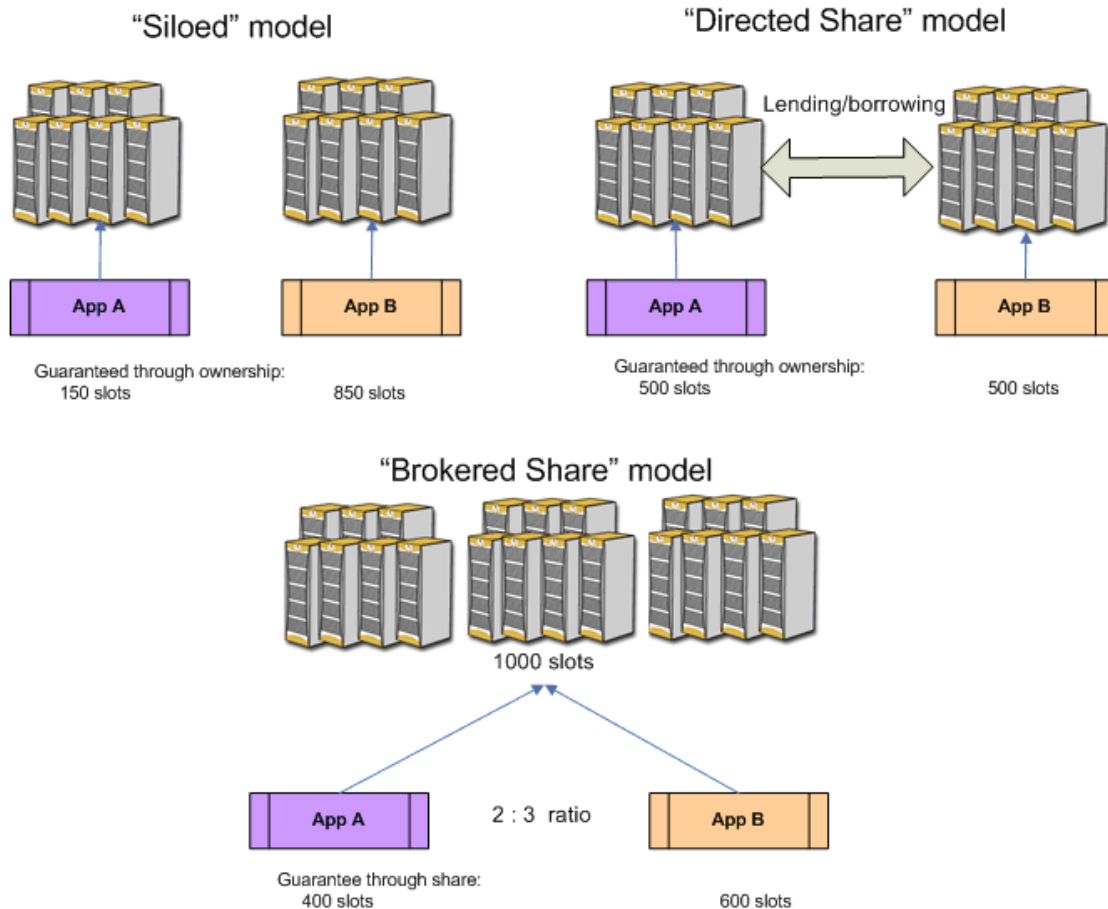 “Siloed” model
App A
App B
Guaranteed through ownership:
150 slots
850 slots
“Directed Share” model
Lending/borrowing
App A
App B
Guaranteed through ownership:
500 slots
500 slots
“Brokered Share” model
1000 slots
App A
2 : 3 ratio
App B
Guarantee through share:
400 slots
600 slots